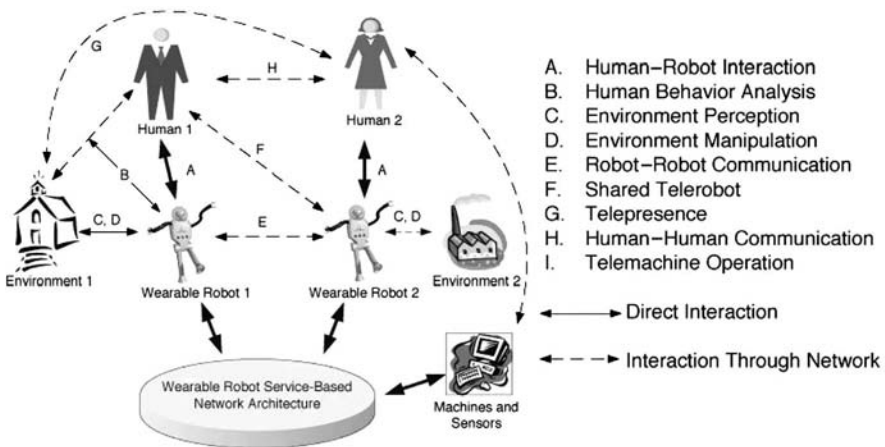 G
H
Human 1
Human 2
F
A
A
B
C, D
E
C, D
Environment 1
Wearable Robot 1
Wearable Robot 2
Environment 2
Wearable Robot Service-Based
Network Architecture
Machines and
Sensors
A. Human–Robot Interaction
B. Human Behavior Analysis
C. Environment Perception
D. Environment Manipulation
E. Robot–Robot Communication
F. Shared Telerobot
G. Telepresence
H. Human–Human Communication
I. Telemachine Operation
Direct Interaction
Interaction Through Network